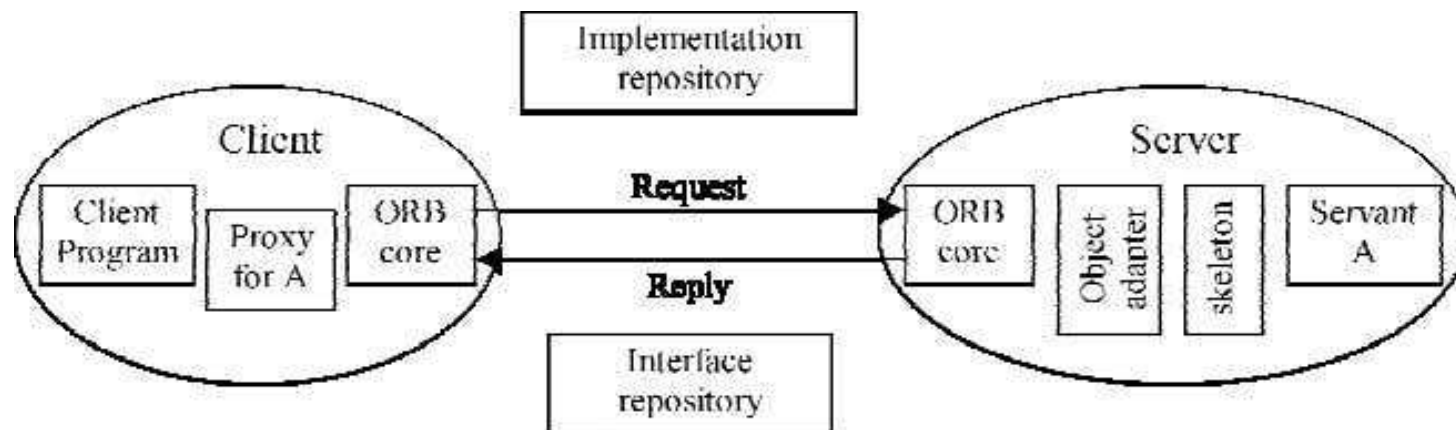 Implementation
repository
Client
Server
Client
Program
Proxy
for A
ORB
core
Request
Reply
ORB
core
Object
adapter
skeleton
Servant
A
Interface
repository